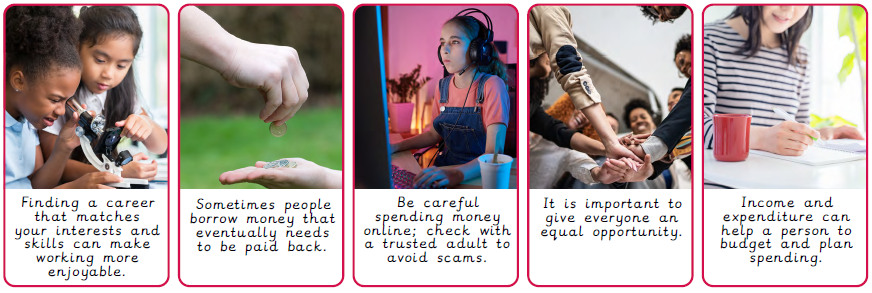 Finding a career
that matches
your interests and
skills can make
working more
enjoyable.
Sometimes people
borrow money that
eventually needs
to be paid back.
Be careful
spending money
online; check with
a trusted adult to
avoid scams.
It is important to
give everyone an
equal opportunity.
Income and
expenditure can
help a person to
budget and plan
spending.